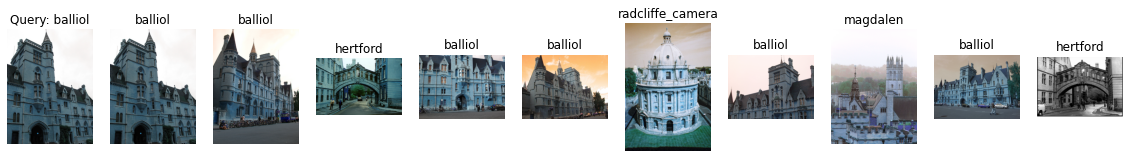 Query: balliol
balliol
balliol
hertford
balliol
balliol
radcliffe_camera
balliol
magdalen
balliol
hertford